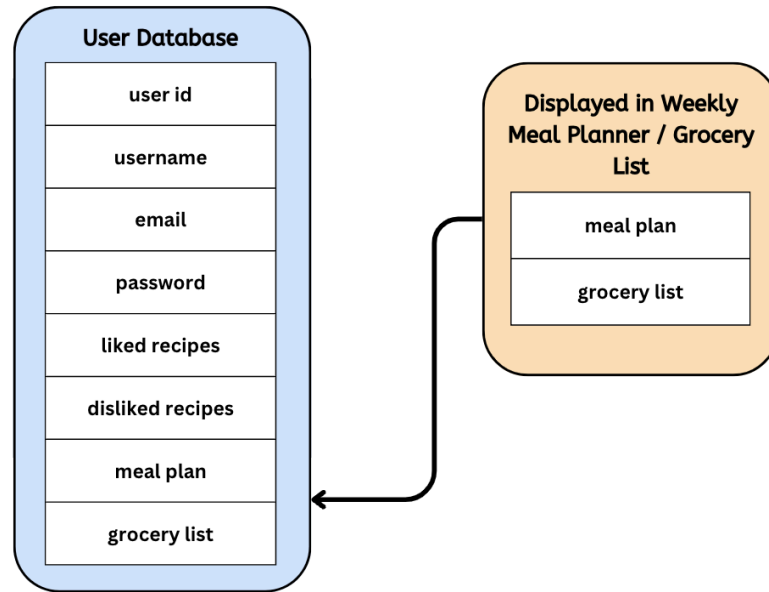 User Database
user id
username
email
password
liked recipes
disliked recipes
meal plan
grocery list
Displayed in Weekly
Meal Planner / Grocery
List
meal plan
grocery list